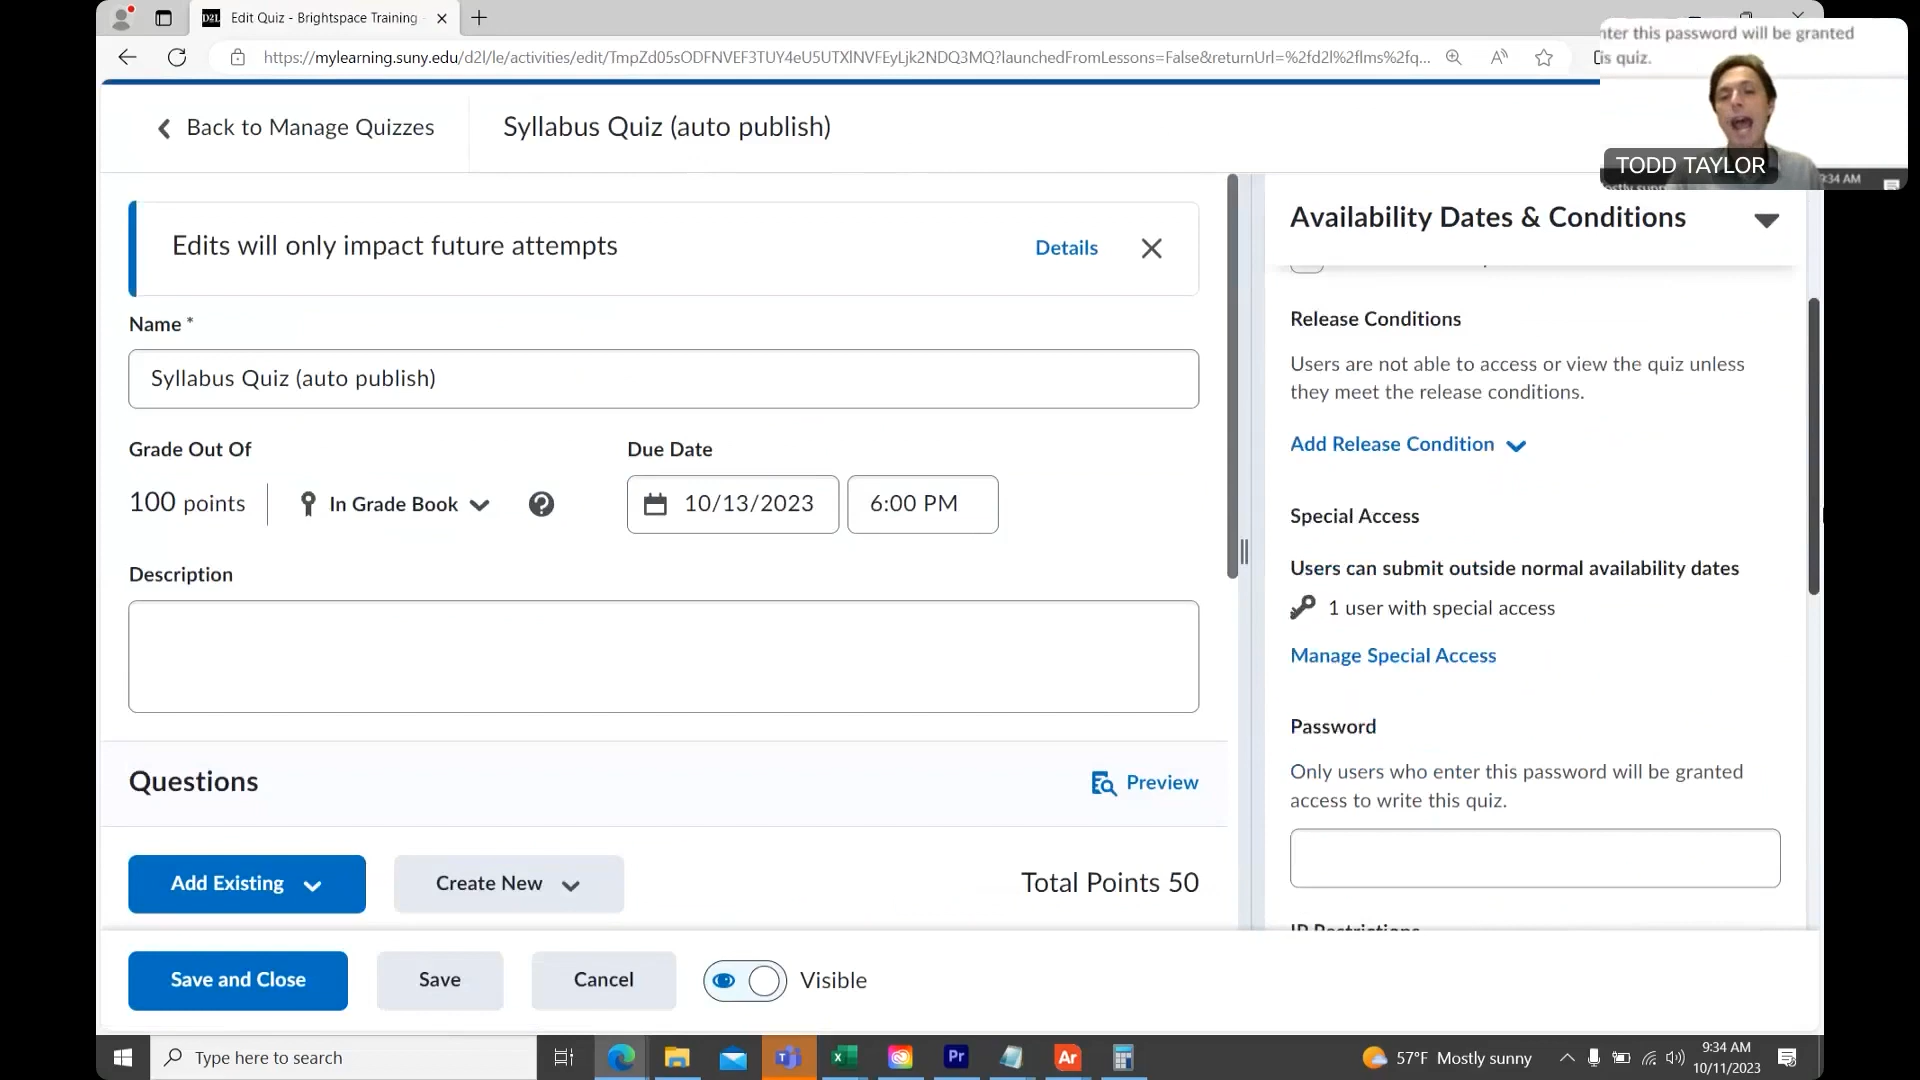 D2L Edit Quiz - Brightspace Training
https://mylearning.suny.edu/d2l/le/activities/edit/TmpZd05sODFNVEF3TUY4eU5UTXlNVFEyLjk2NDQ3MQ?launchedFromLessons=False&returnUrl=%2fd2l%2flms%2fq...
enter this password will be granted
is quiz.
TODD TAYLOR
9:34 AM
Back to Manage Quizzes
Syllabus Quiz (auto publish)
Edits will only impact future attempts
Details
Name *
Syllabus Quiz (auto publish)
Grade Out Of
100 points
In Grade Book
Due Date
10/13/2023
6:00 PM
Description
Questions
Preview
Add Existing
Create New
Total Points 50
Save and Close
Save
Cancel
Visible
Availability Dates & Conditions
Release Conditions
Users are not able to access or view the quiz unless
they meet the release conditions.
Add Release Condition
Special Access
Users can submit outside normal availability dates
1 user with special access
Manage Special Access
Password
Only users who enter this password will be granted
access to write this quiz.
IP Restrictions
Type here to search
Pr
Ar
57°F Mostly sunny
9:34 AM
10/11/2023